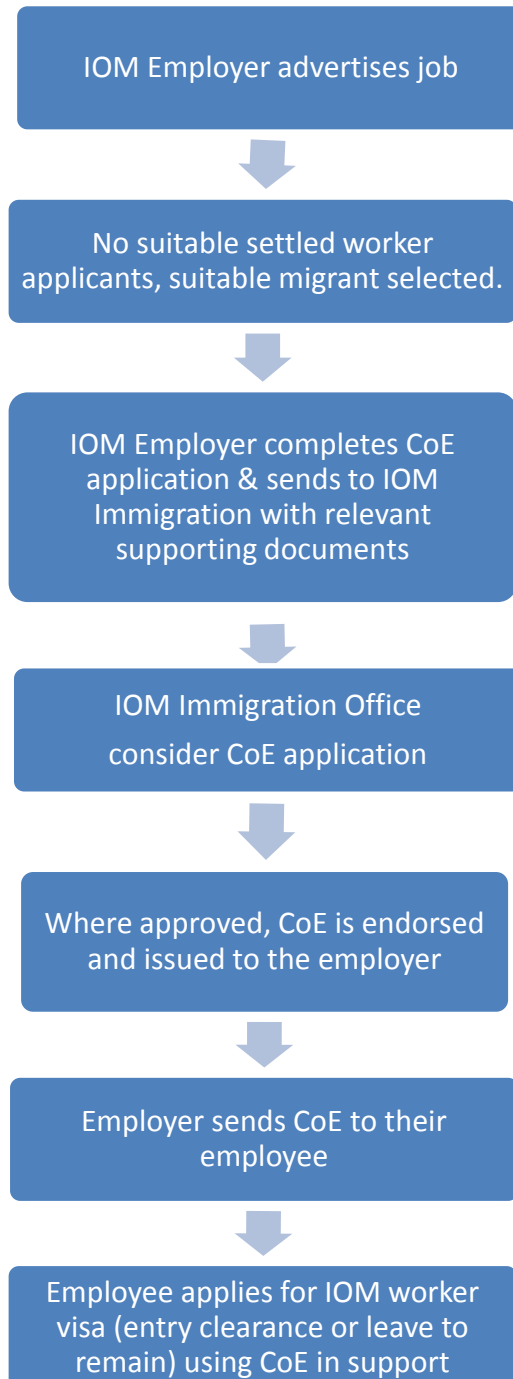 IOM Employer advertises job
No suitable settled worker
applicants, suitable migrant selected.
IOM Employer completes CoE
application & sends to IOM
Immigration with relevant
supporting documents
IOM Immigration Office
consider CoE application
Where approved, CoE is endorsed
and issued to the employer
Employer sends CoE to their
employee
Employee applies for IOM worker
visa (entry clearance or leave to
remain) using CoE in support